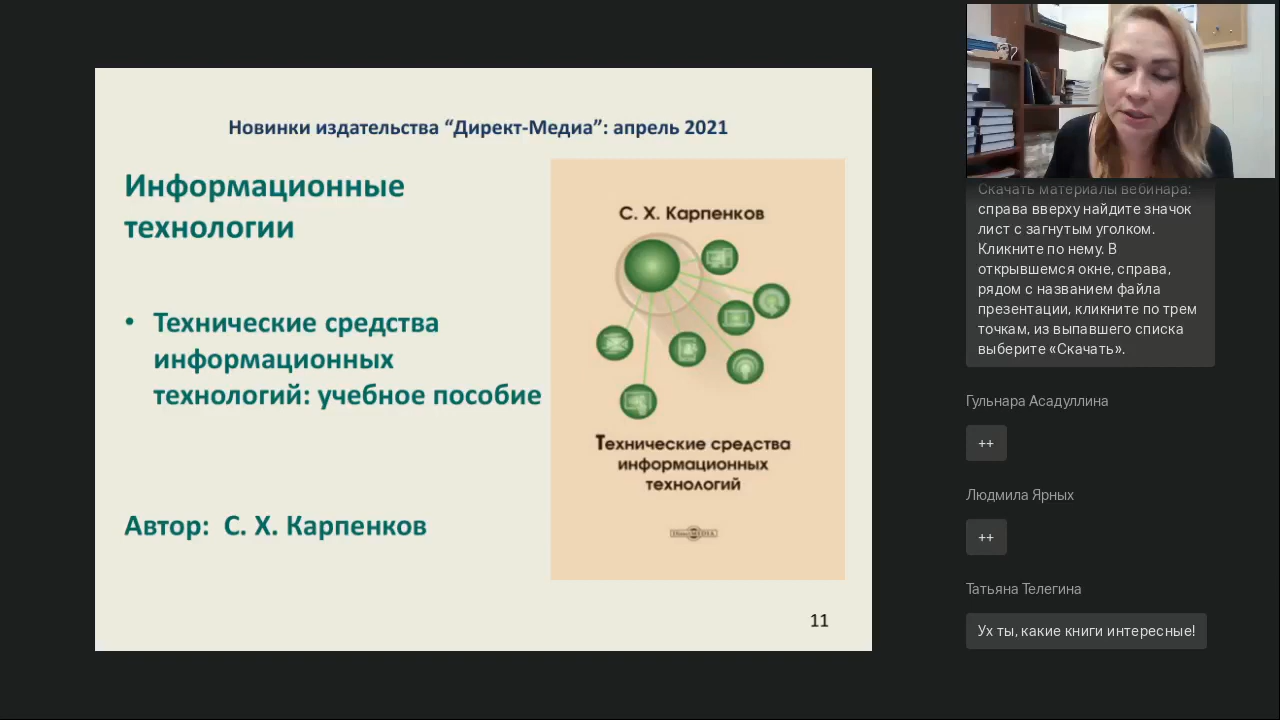 Новинки издательства “Директ-Медиа”: апрель 2021
Информационные
технологии
• Технические средства
информационных
технологий: учебное пособие
Автор: С. Х. Карпенков
С. Х. Карпенков
Технические средства
информационных
технологий
11
Скачать материалы вебинара:
справа вверху найдите значок
лист с загнутым уголком.
Кликните по нему. В
открывшемся окне, справа,
рядом с названием файла
презентации, кликните по трем
точкам, из выпавшего списка
выберите «Скачать».
Гульнара Асадуллина
++
Людмила Ярных
++
Татьяна Телегина
Ух ты, какие книги интересные!